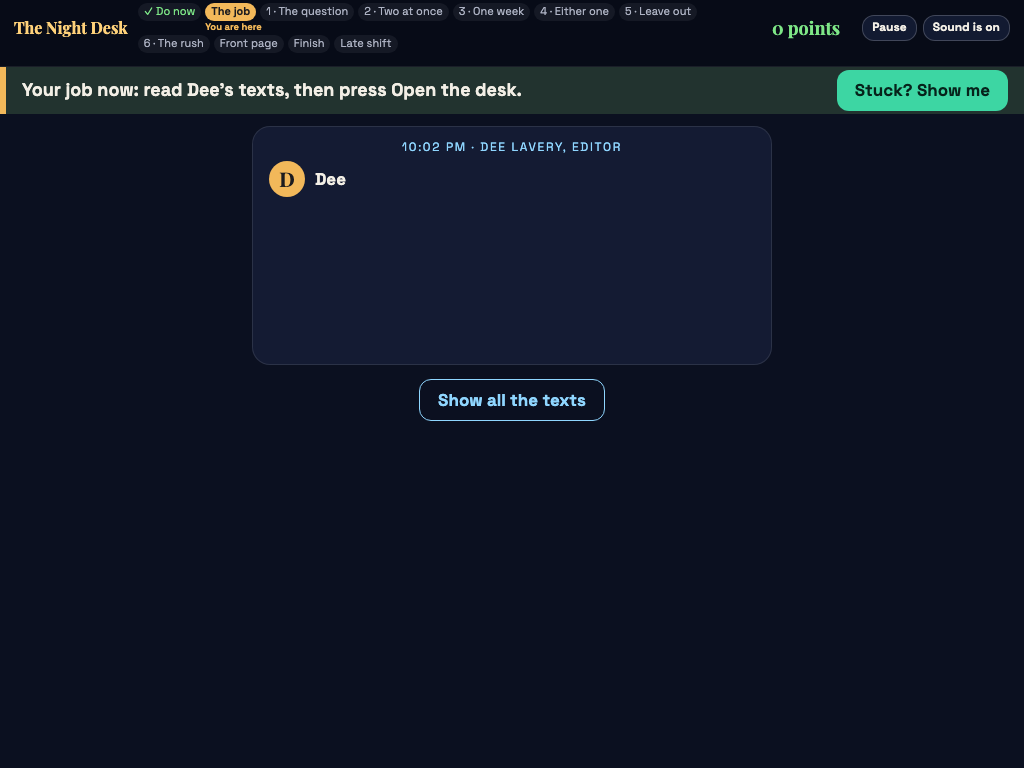 The Night Desk
✓ Do now
The job
1 · The question
2 · Two at once
3 · One week
4 · Either one
5 · Leave out
You are here
6 · The rush
Front page
Finish
Late shift
0 points
Pause
Sound is on
Your job now: read Dee's texts, then press Open the desk.
Stuck? Show me
10:02 PM · DEE LAVERY, EDITOR
D
Dee
Show all the texts